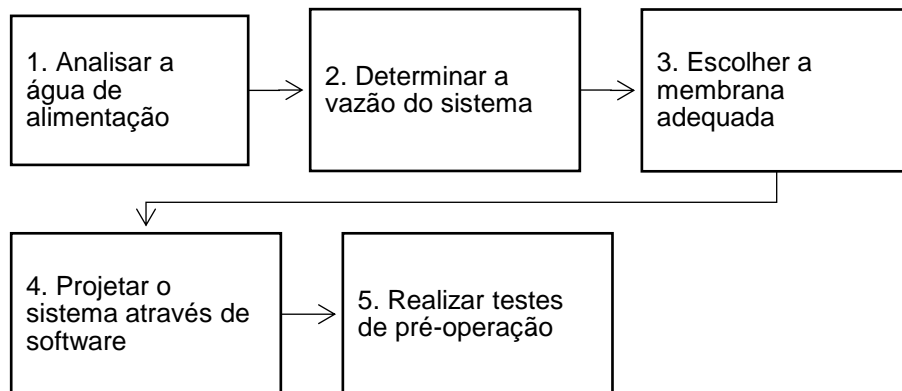 1. Analisar a
água de
alimentação
2. Determinar a
vazão do sistema
3. Escolher a
membrana
adequada
4. Projetar o
sistema através de
software
5. Realizar testes
de pré-operação